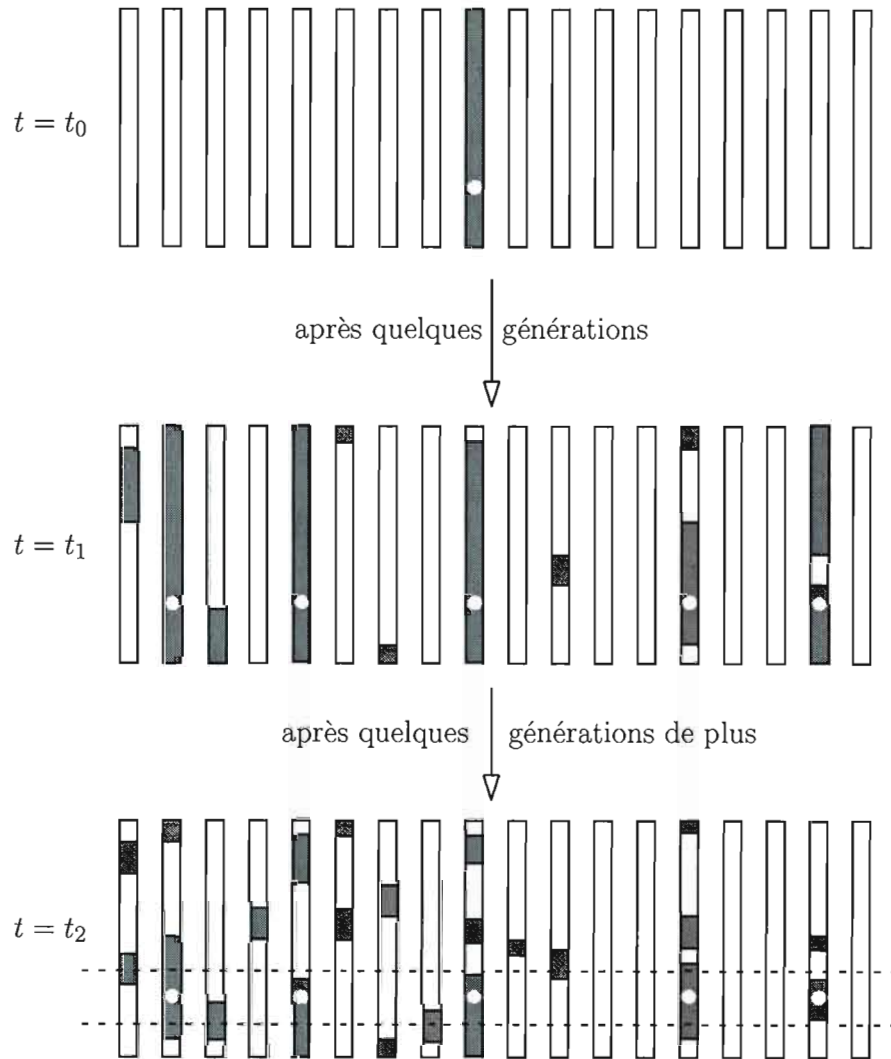 t = t₀
après quelques générations
t = t₁
après quelques générations de plus
t = t₂